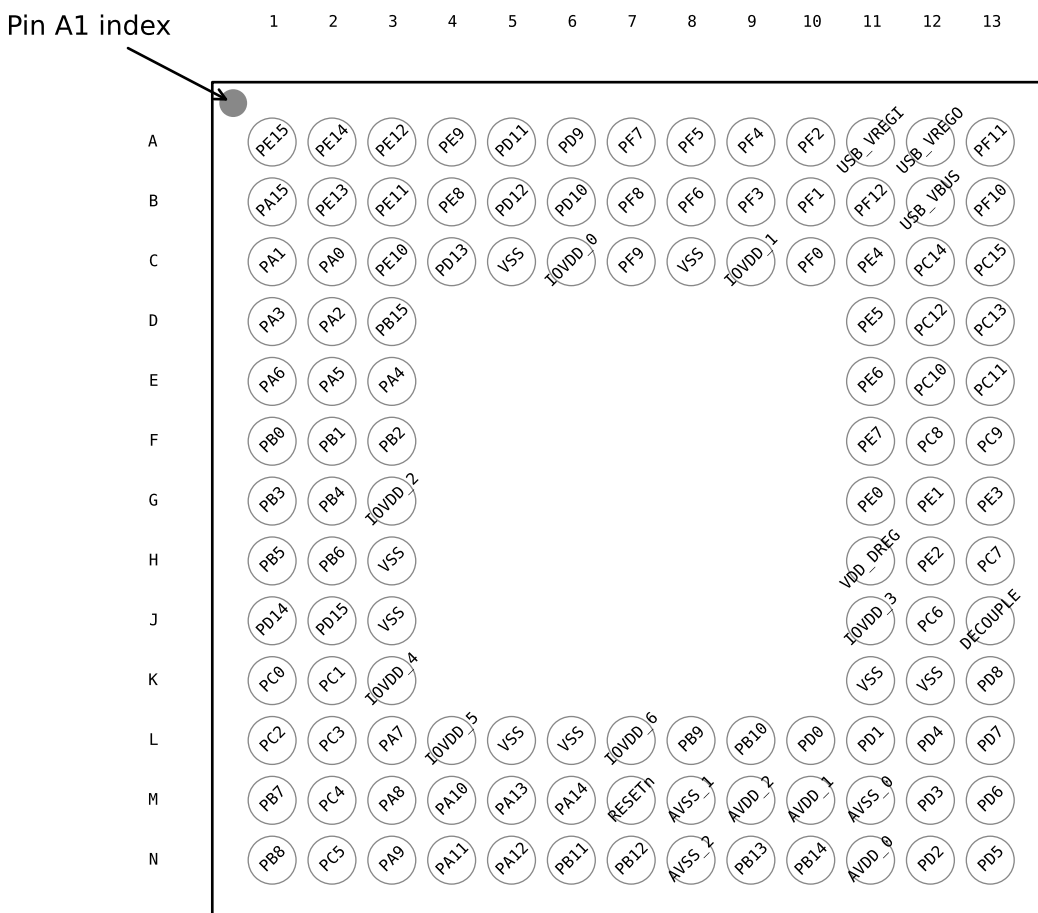 Pin A1 index
1 2 3 4 5 6 7 8 9 10 11 12 13
A PE15 PE14 PE12 PE9 PD11 PD9 PF7 PF5 PF4 PF2 USB_VREGI USB_VREGO PF11
B PA15 PE13 PE11 PE8 PD12 PD10 PF8 PF6 PF3 PF1 PF12 USB_VBUS PF10
C PA1 PA0 PE10 PD13 VSS IOVDD_0 PF9 VSS IOVDD_1 PF0 PE4 PC14 PC15
D PA3 PA2 PB15 PE5 PC12 PC13
E PA6 PA5 PA4 PE6 PC10 PC11
F PB0 PB1 PB2 PE7 PC8 PC9
G PB3 PB4 IOVDD_2 PE0 PE1 PE3
H PB5 PB6 VSS VDD_DREG PE2 PC7
J PD14 PD15 VSS IOVDD_3 PC6 DECOUPLE
K PC0 PC1 IOVDD_4 VSS VSS PD8
L PC2 PC3 PA7 IOVDD_5 VSS VSS IOVDD_6 PB9 PB10 PD0 PD1 PD4 PD7
M PB7 PC4 PA8 PA10 PA13 PA14 RESETn AVSS_1 AVDD_2 AVDD_1 AVSS_0 PD3 PD6
N PB8 PC5 PA9 PA11 PA12 PB11 PB12 AVSS_2 PB13 PB14 AVDD_0 PD2 PD5